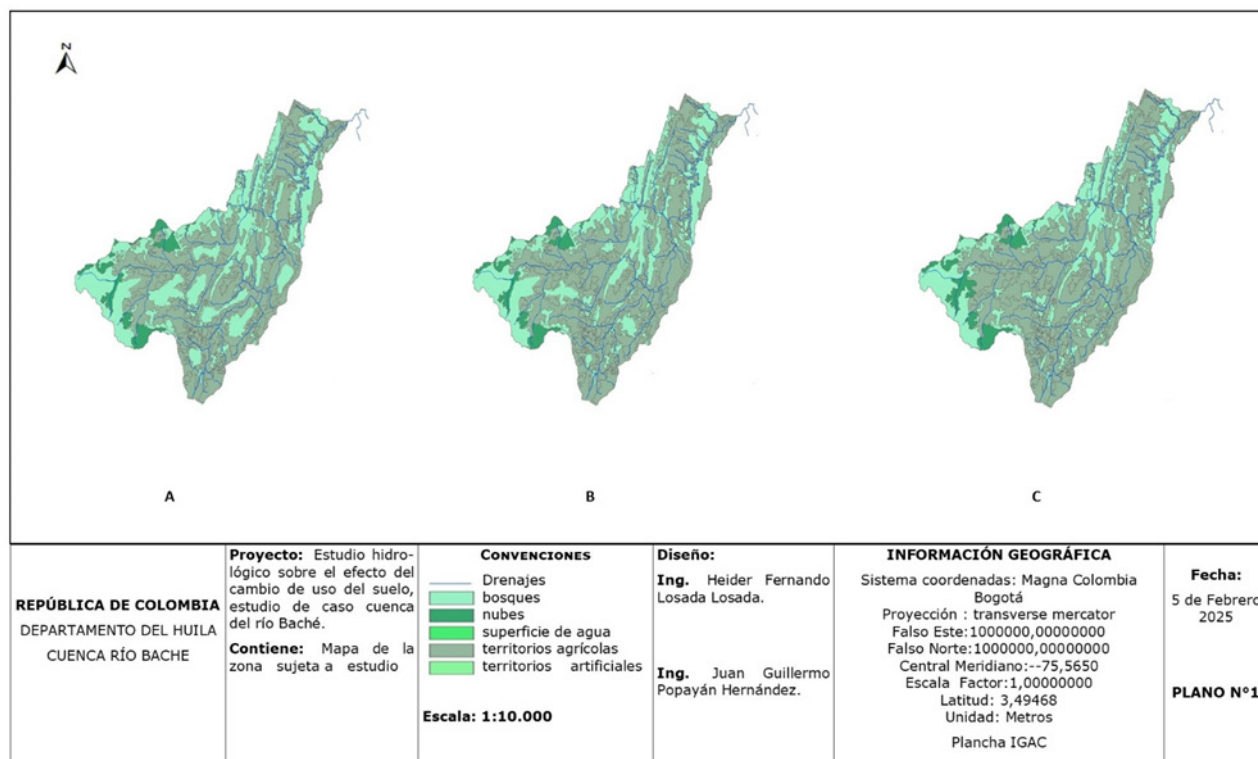 N
A
B
C
REPÚBLICA DE COLOMBIA
DEPARTAMENTO DEL HUILA
CUENCA RÍO BACHE
Proyecto: Estudio hidro-
lógico sobre el efecto del
cambio de uso del suelo,
estudio de caso cuenca
del río Baché.
Contiene: Mapa de la
zona sujeta a estudio
CONVENCIONES
Drenajes
bosques
nubes
superficie de agua
territorios agrícolas
territorios artificiales
Escala: 1:10.000
Diseño:
Ing. Heider Fernando
Losada Losada.
Ing. Juan Guillermo
Popayán Hernández.
INFORMACIÓN GEOGRÁFICA
Sistema coordenadas: Magna Colombia
Bogotá
Proyección : transverse mercator
Falso Este:1000000,00000000
Falso Norte:1000000,00000000
Central Meridiano:--75,5650
Escala Factor:1,00000000
Latitud: 3,49468
Unidad: Metros
Plancha IGAC
Fecha:
5 de Febrero
2025
PLANO N°1